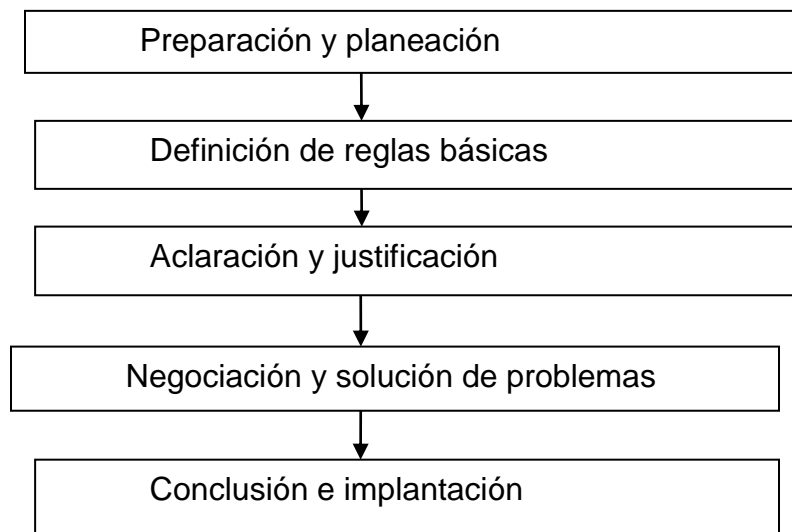 Preparación y planeación
Definición de reglas básicas
Aclaración y justificación
Negociación y solución de problemas
Conclusión e implantación